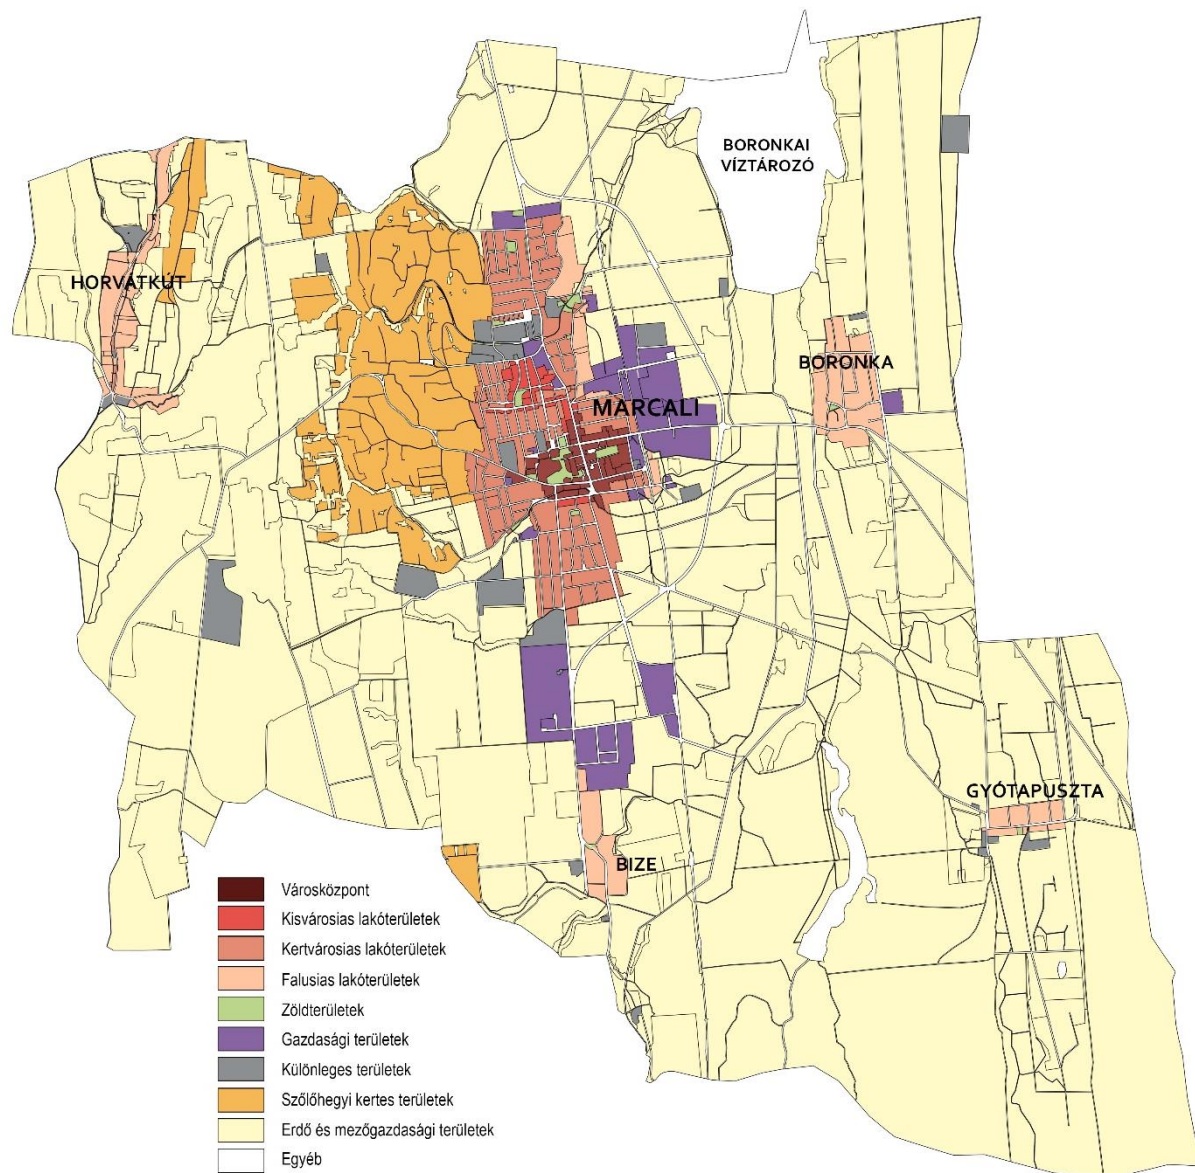 BORONKAI
VÍZTÁROZÓ
HORVÁTKÚT
BORONKA
MARCALI
GYÓTAPUSZTA
BIZE
Városközpont
Kisvárosias lakóterületek
Kertvárosias lakóterületek
Falusias lakóterületek
Zöldterületek
Gazdasági területek
Különleges területek
Szőlőhegyi kertes területek
Erdő és mezőgazdasági területek
Egyéb